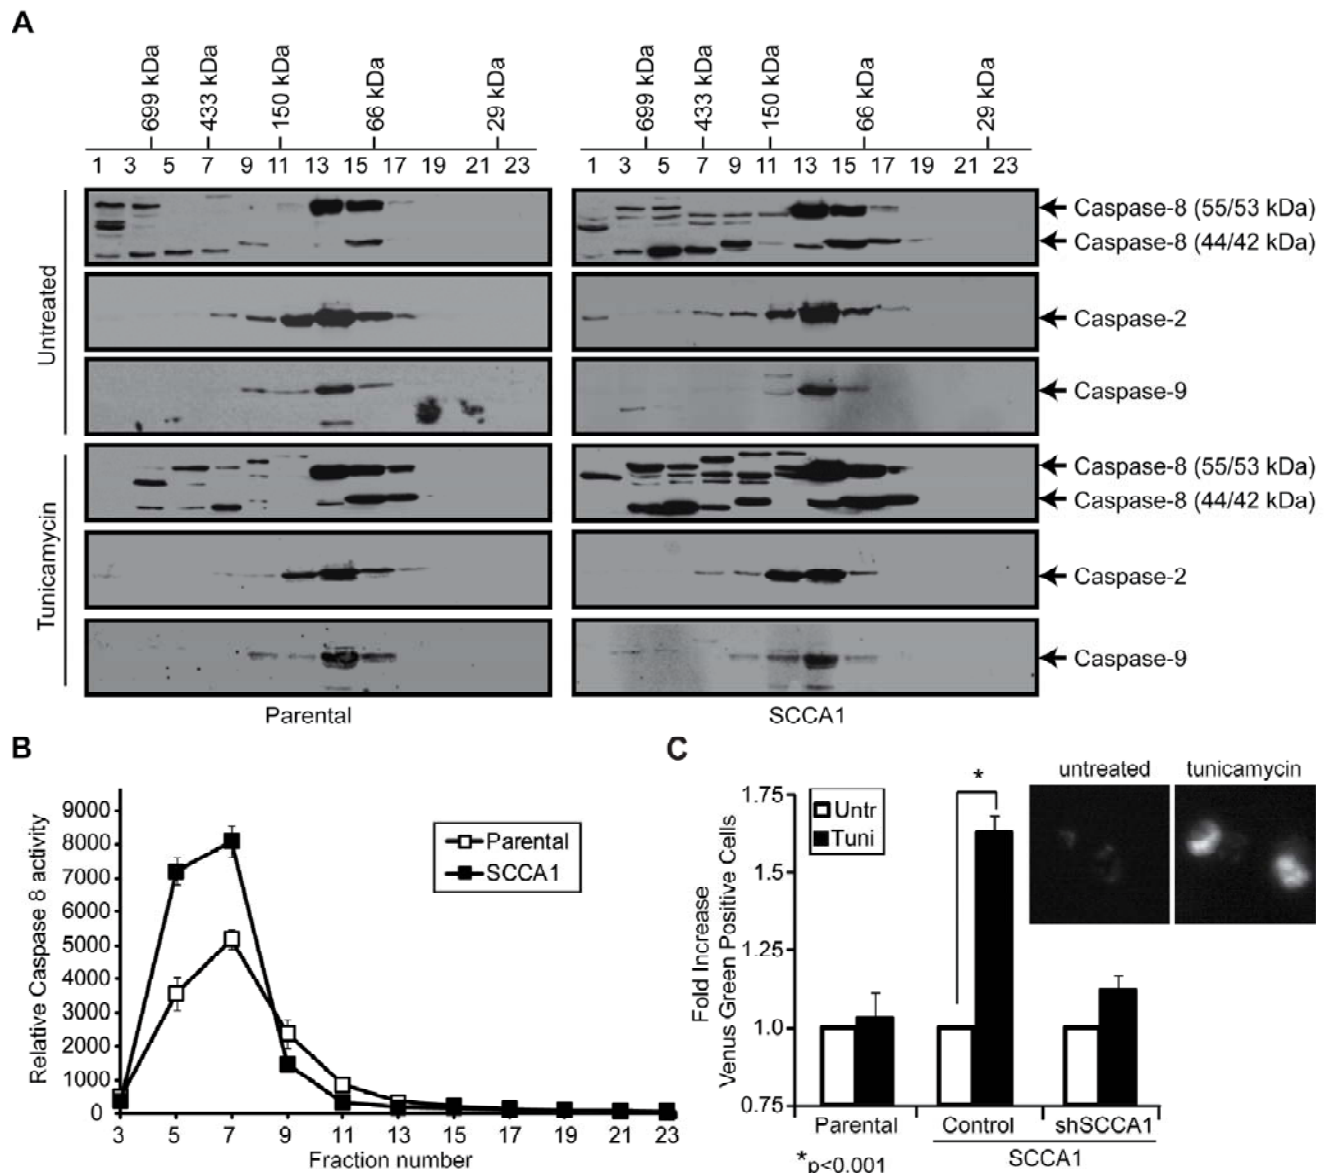 A
699 kDa 433 kDa 150 kDa 66 kDa 29 kDa
699 kDa 433 kDa 150 kDa 66 kDa 29 kDa
1 3 5 7 9 11 13 15 17 19 21 23
1 3 5 7 9 11 13 15 17 19 21 23
Untreated
Caspase-8 (55/53 kDa)
Caspase-8 (44/42 kDa)
Caspase-2
Caspase-9
Tunicamycin
Caspase-8 (55/53 kDa)
Caspase-8 (44/42 kDa)
Caspase-2
Caspase-9
Parental
SCCA1
B
Relative Caspase 8 activity
9000
8000
7000
6000
5000
4000
3000
2000
1000
0
Parental
SCCA1
3 5 7 9 11 13 15 17 19 21 23
Fraction number
C
untreated tunicamycin
Fold Increase
Venus Green Positive Cells
1.75
1.5
1.25
1.0
0.75
Untr
Tuni
*
Parental Control shSCCA1
SCCA1
*p<0.001